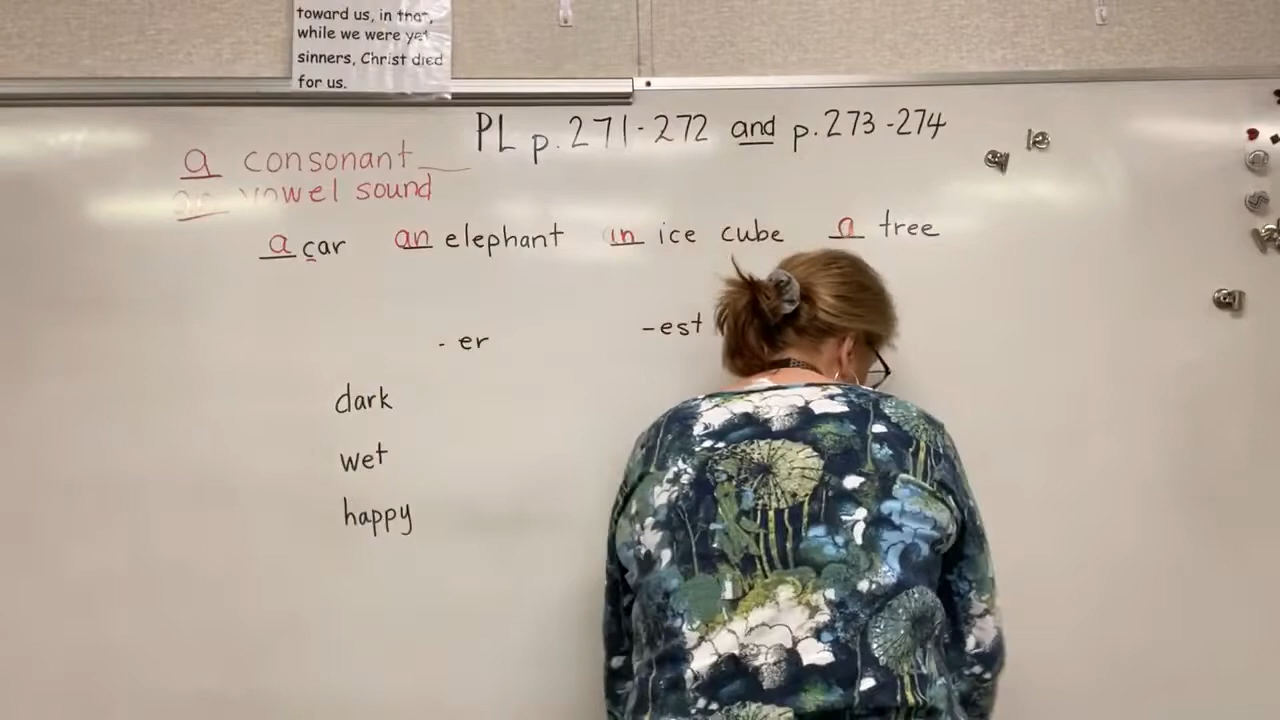 toward us, in that,
while we were yet
sinners, Christ died
for us.
PL p. 271-272 and p. 273-274
a consonant
vowel sound
a car an elephant an ice cube a tree
- er -est
dark
wet
happy